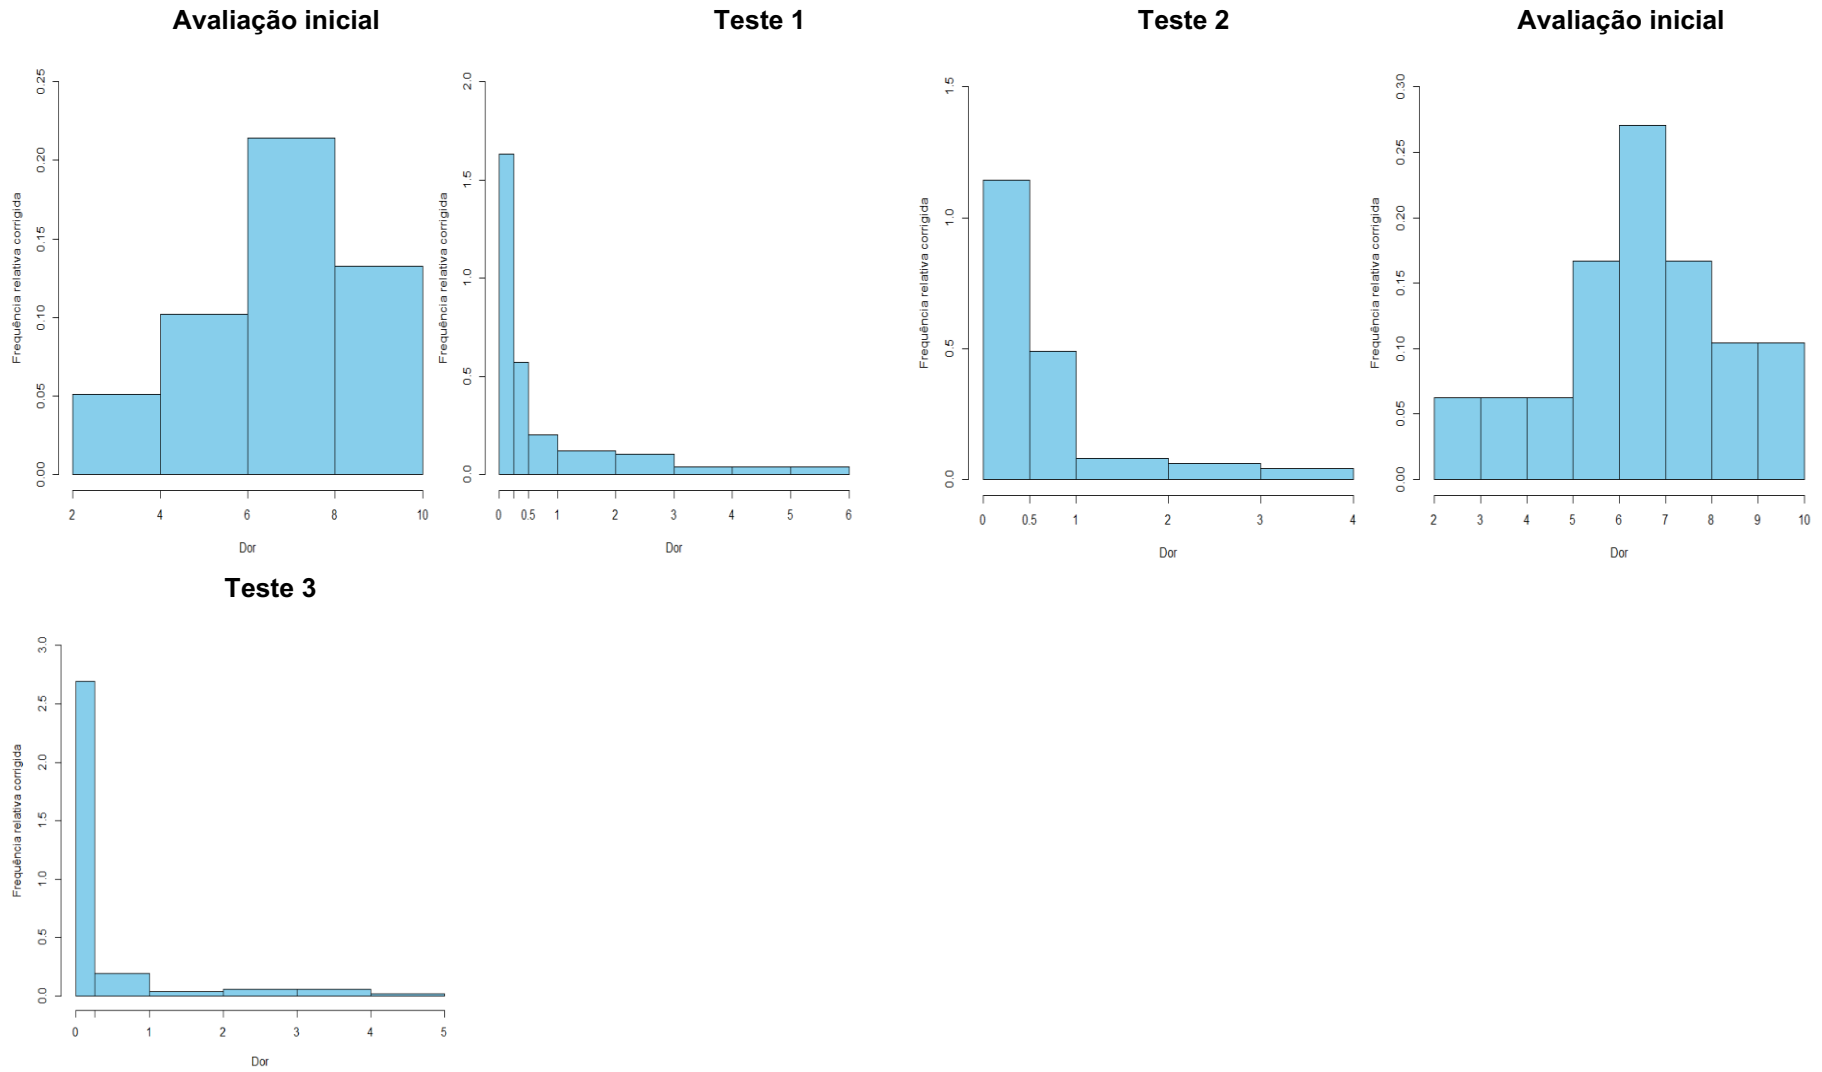 Avaliação inicial
Teste 1
Teste 2
Avaliação inicial
Frequência relativa corrigida
0.00 0.05 0.10 0.15 0.20 0.25
2 4 6 8 10
Dor
Frequência relativa corrigida
0.0 0.5 1.0 1.5 2.0
0 0.5 1 2 3 4 5 6
Dor
Frequência relativa corrigida
0.0 0.5 1.0 1.5
0 0.5 1 2 3 4
Dor
Frequência relativa corrigida
0.00 0.05 0.10 0.15 0.20 0.25 0.30
2 3 4 5 6 7 8 9 10
Dor
Teste 3
Frequência relativa corrigida
0.0 0.5 1.0 1.5 2.0 2.5 3.0
0 1 2 3 4 5
Dor